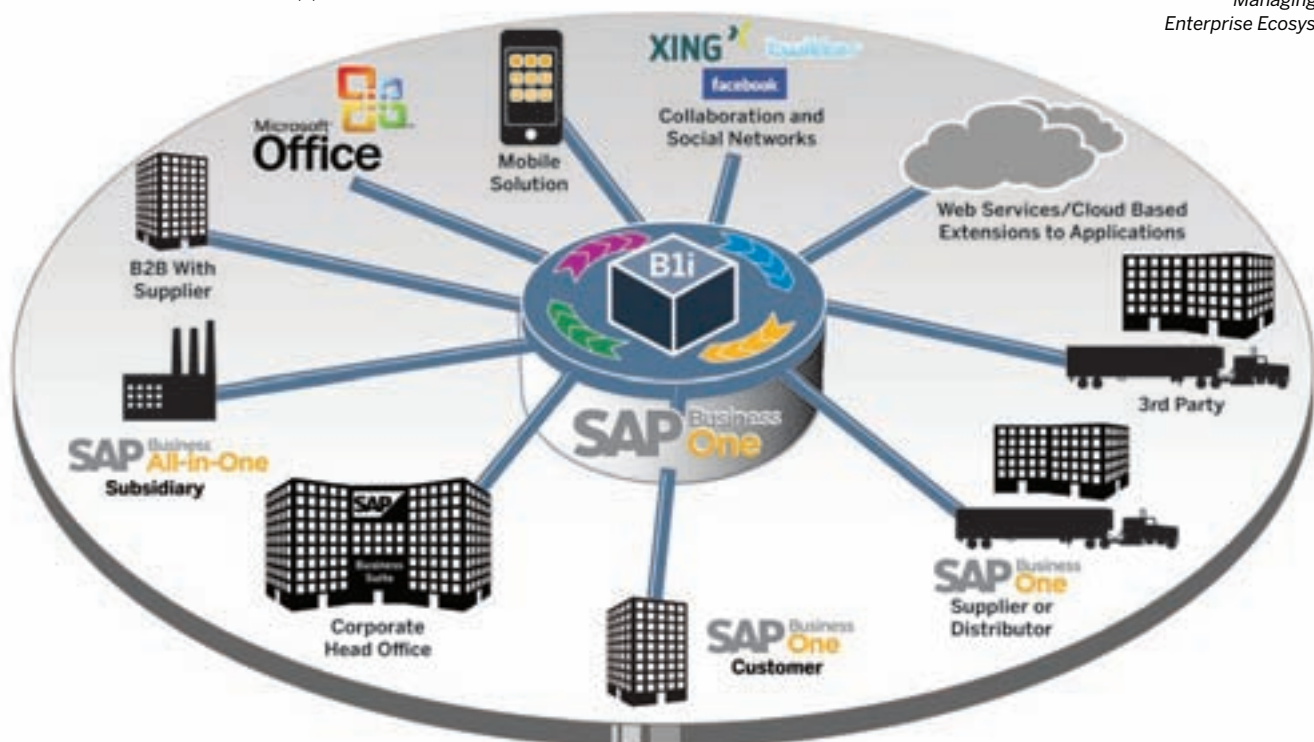 Managing
Enterprise Ecosys
XING
twitter
facebook
Collaboration and
Social Networks
Microsoft
Office
Mobile
Solution
Web Services/Cloud Based
Extensions to Applications
B2B With
Supplier
B1i
3rd Party
SAP Business
One
SAP Business
All-in-One
Subsidiary
SAP
Business
Suite
Corporate
Head Office
SAP Business
One
Customer
SAP Business
One
Supplier or
Distributor